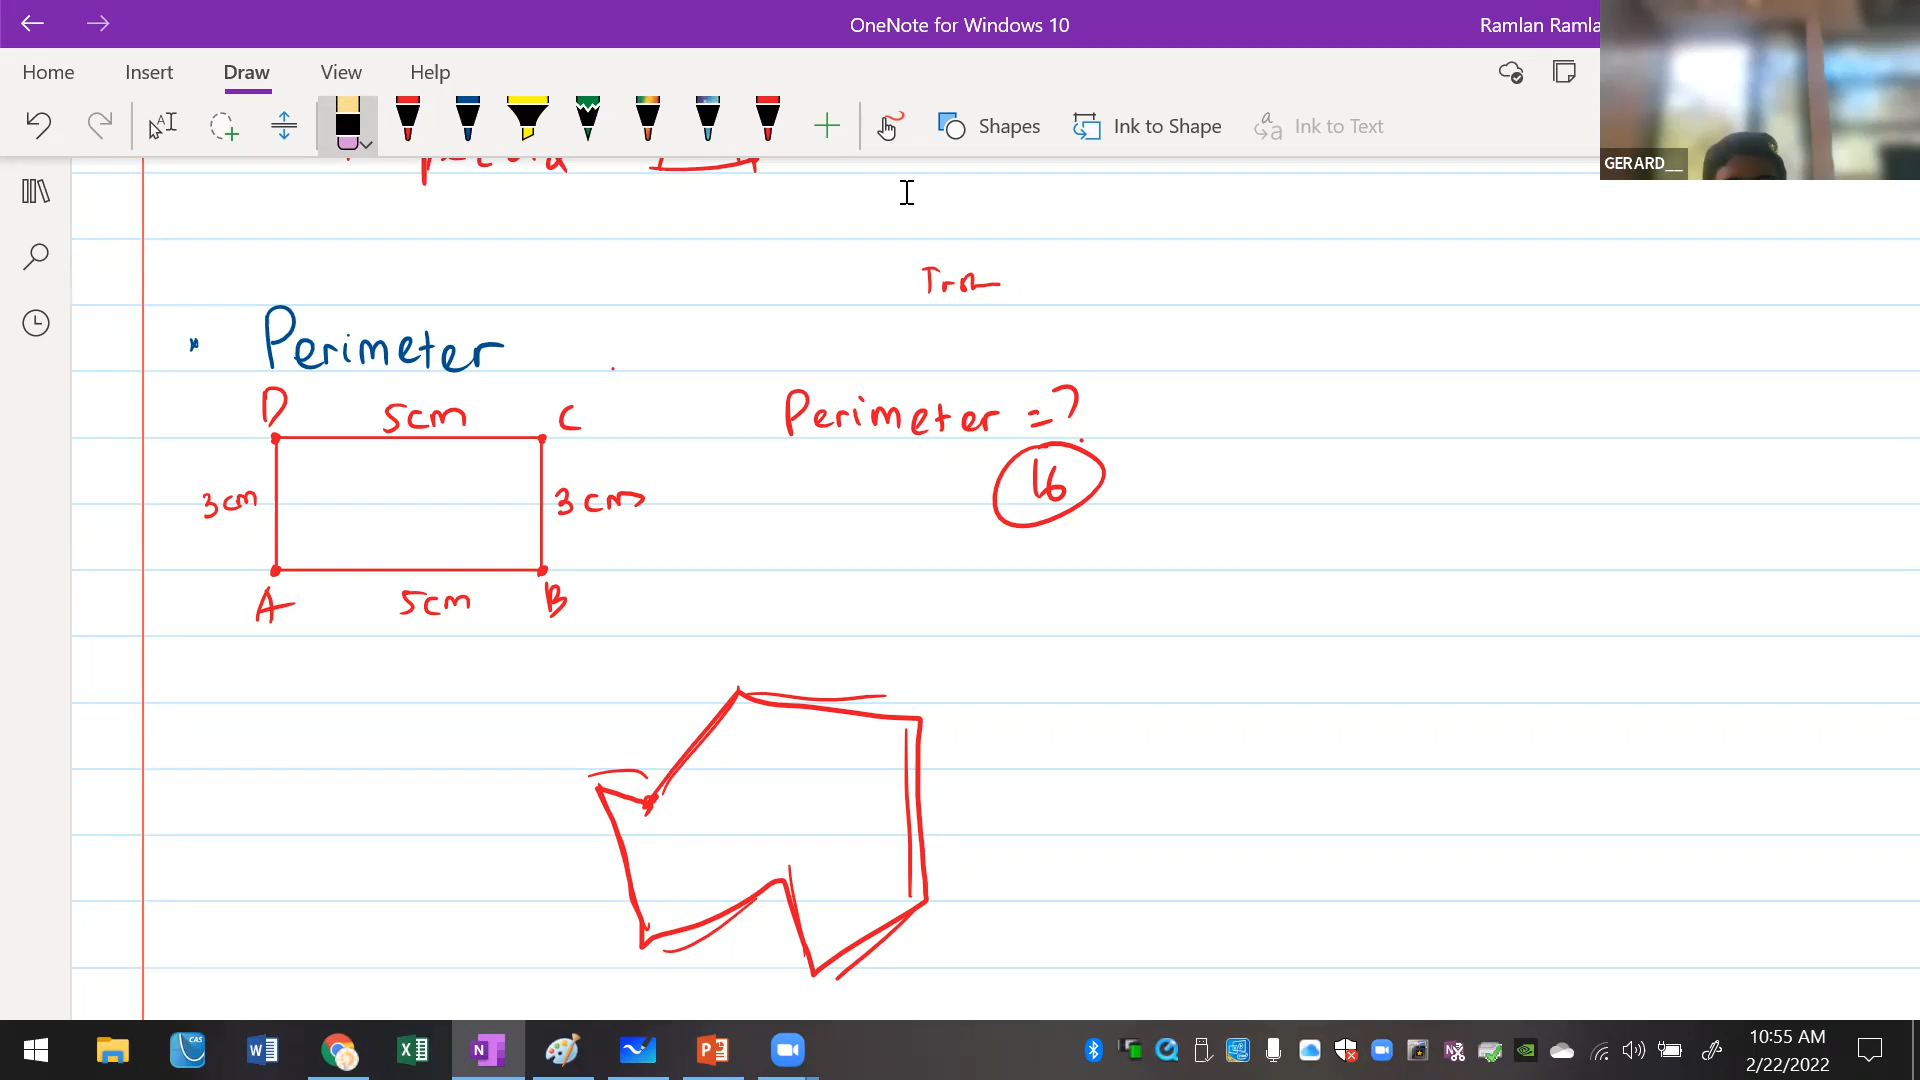 OneNote for Windows 10
Ramlan Ramla
Home Insert Draw View Help
Shapes Ink to Shape Ink to Text
GERARD__
Perimeter
D 5cm C
Perimeter = ?
16
3cm 3cm
A 5cm B
10:55 AM
2/22/2022